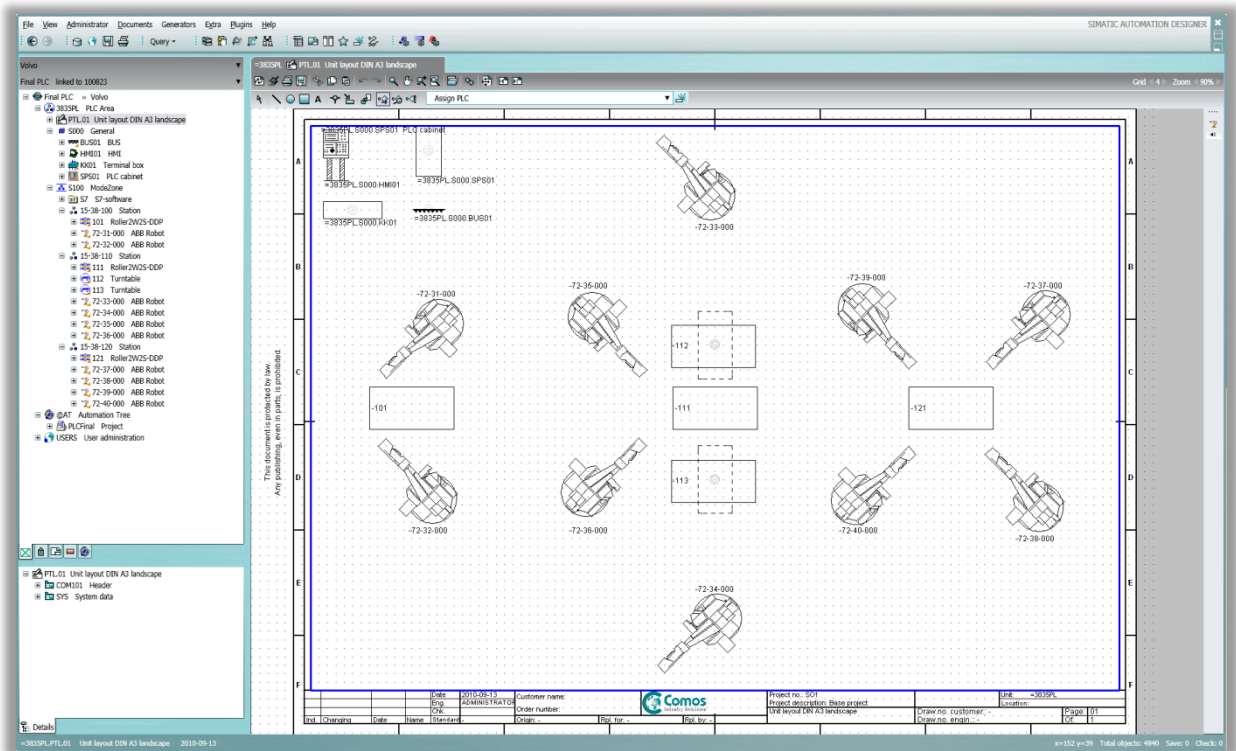 File View Administrator Documents Generators Extra Plugins Help
SIMATIC AUTOMATION DESIGNER
Query
Volvo
Final PLC linked to 100823
Final PLC » Volvo
3835PL PLC Area
PTL.01 Unit layout DIN A3 landscape
S000 General
BUS01 BUS
HMI01 HMI
KK01 Terminal box
SPS01 PLC cabinet
S100 ModeZone
S7 S7-software
15-38-100 Station
101 Roller2W2S-DDP
72-31-000 ABB Robot
72-32-000 ABB Robot
15-38-110 Station
111 Roller2W2S-DDP
112 Turntable
113 Turntable
72-33-000 ABB Robot
72-34-000 ABB Robot
72-35-000 ABB Robot
72-36-000 ABB Robot
15-38-120 Station
121 Roller2W2S-DDP
72-37-000 ABB Robot
72-38-000 ABB Robot
72-39-000 ABB Robot
72-40-000 ABB Robot
@AT Automation Tree
PLCFinal Project
USERS User administration
PTL.01 Unit layout DIN A3 landscape
COM101 Header
SYS System data
Details
=3835PL PTL.01 Unit layout DIN A3 landscape
Grid 4 Zoom 90%
A Assign PLC
=3835PL.S000.SPS01 PLC cabinet
=3835PL.S000.HMI01
=3835PL.S000.SPS01
=3835PL.S000.KK01
=3835PL.S000.BUS01
-72-33-000
-72-31-000
-72-35-000
-72-39-000
-72-37-000
-112
-101
-111
-121
-113
-72-32-000
-72-36-000
-72-40-000
-72-38-000
-72-34-000
A
B
C
D
E
F
A
B
C
D
E
F
This document is protected by law.
Any publishing, even in parts, is prohibited.
Date 2010-09-13 Customer name:
Eng. ADMINISTRATOR
Chk. Order number:
Ind. Changing Date Name Standard - Origin: - Rpl. for: - Rpl. by: -
Comos
Industry Solutions
Project no.: S01
Project description: Base project
Unit layout DIN A3 landscape
Unit: =3835PL
Location:
Draw.no. customer: - Page: 01
Draw.no. engin.: - Of: 1
=3835PL.PTL.01 Unit layout DIN A3 landscape 2010-09-13
x=152 y=39 Total objects: 4840 Save: 0 Check: 0